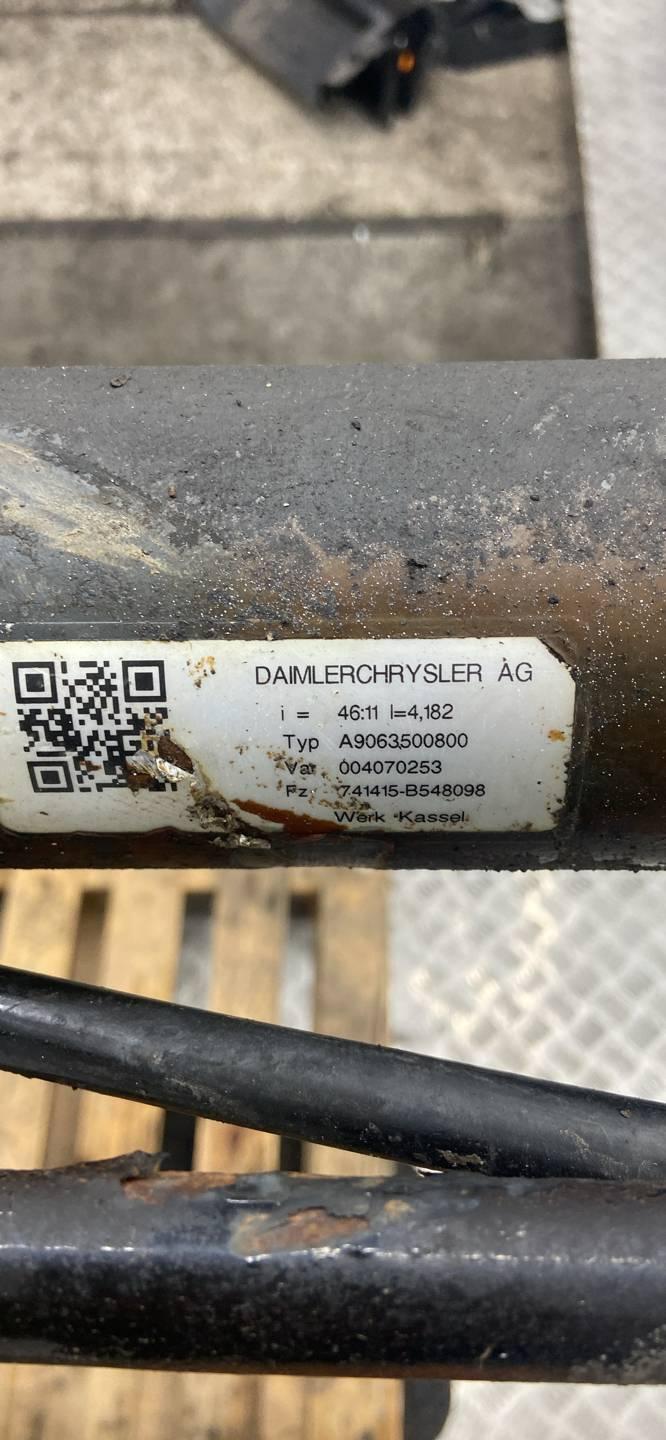 DAIMLERCHRYSLER AG
i = 46:11 I=4,182
Typ A9063500800
Var 004070253
Fz 741415-B548098
Werk Kassel